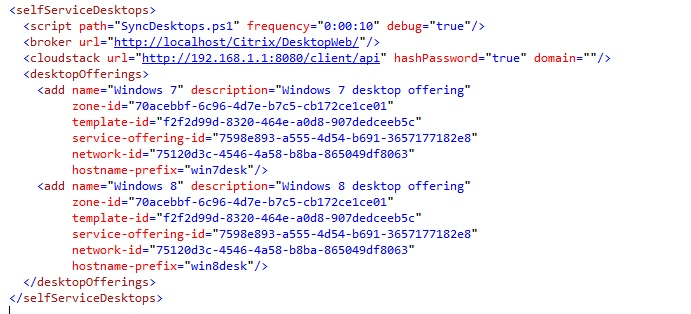 <selfServiceDesktops>
<script path="SyncDesktops.ps1" frequency="0:00:10" debug="true"/>
<broker url="http://localhost/Citrix/DesktopWeb/"/>
<cloudstack url="http://192.168.1.1:8080/client/api" hashPassword="true" domain=""/>
<desktopOfferings>
<add name="Windows 7" description="Windows 7 desktop offering"
zone-id="70acebbf-6c96-4d7e-b7c5-cb172ce1ce01"
template-id="f2f2d99d-8320-464e-a0d8-907dedceeb5c"
service-offering-id="7598e893-a555-4d54-b691-3657177182e8"
network-id="75120d3c-4546-4a58-b8ba-865049df8063"
hostname-prefix="win7desk"/>
<add name="Windows 8" description="Windows 8 desktop offering"
zone-id="70acebbf-6c96-4d7e-b7c5-cb172ce1ce01"
template-id="f2f2d99d-8320-464e-a0d8-907dedceeb5c"
service-offering-id="7598e893-a555-4d54-b691-3657177182e8"
network-id="75120d3c-4546-4a58-b8ba-865049df8063"
hostname-prefix="win8desk"/>
</desktopOfferings>
</selfServiceDesktops>